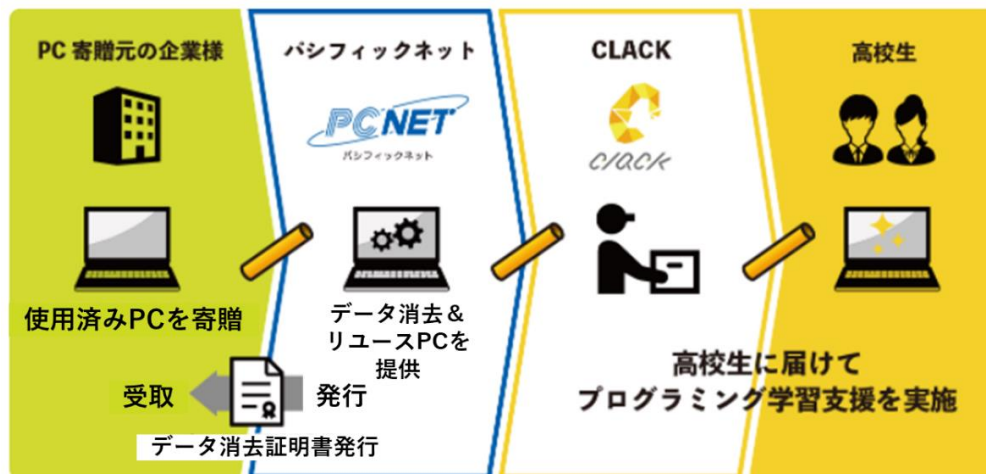 PC 寄贈元の企業様
パシフィックネット
CLACK
高校生
PCNET
パシフィックネット
clack
使用済みPCを寄贈
データ消去&
リユースPCを
提供
受取
発行
データ消去証明書発行
高校生に届けて
プログラミング学習支援を実施